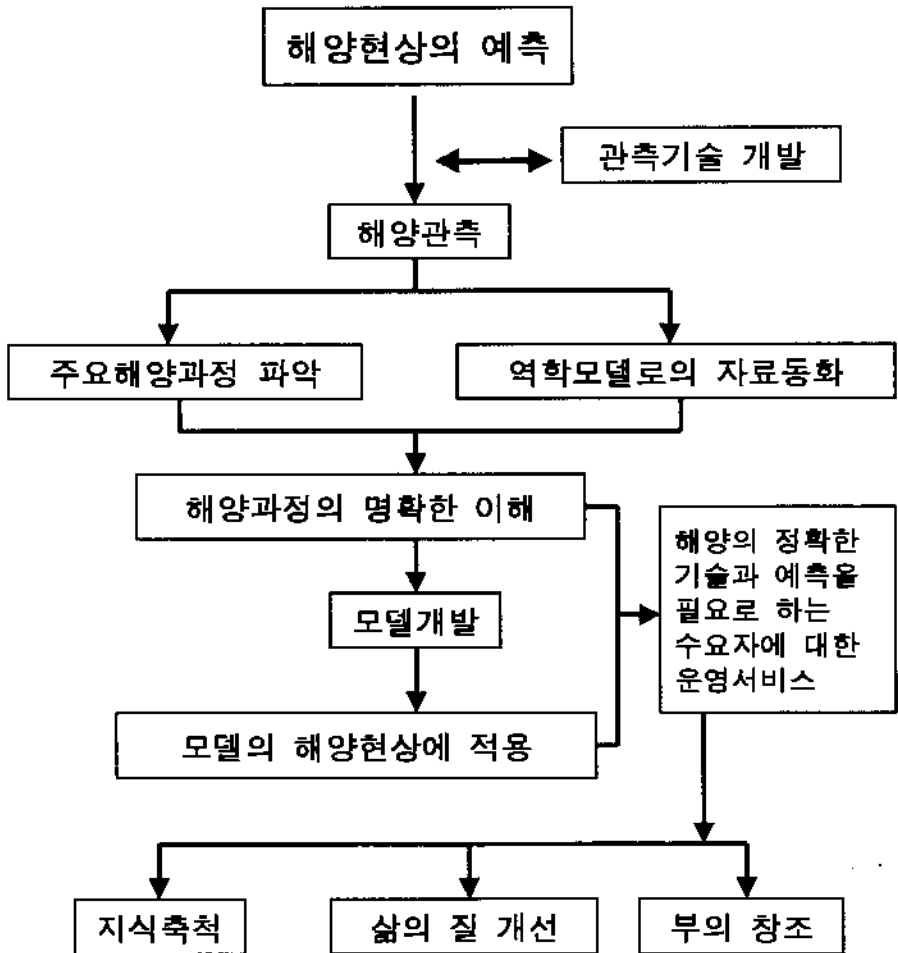 해양현상의 예측
관측기술 개발
해양관측
주요해양과정 파악
역학모델로의 자료동화
해양과정의 명확한 이해
해양의 정확한
기술과 예측을
필요로 하는
수요자에 대한
운영서비스
모델개발
모델의 해양현상에 적용
지식축척
삶의 질 개선
부의 창조